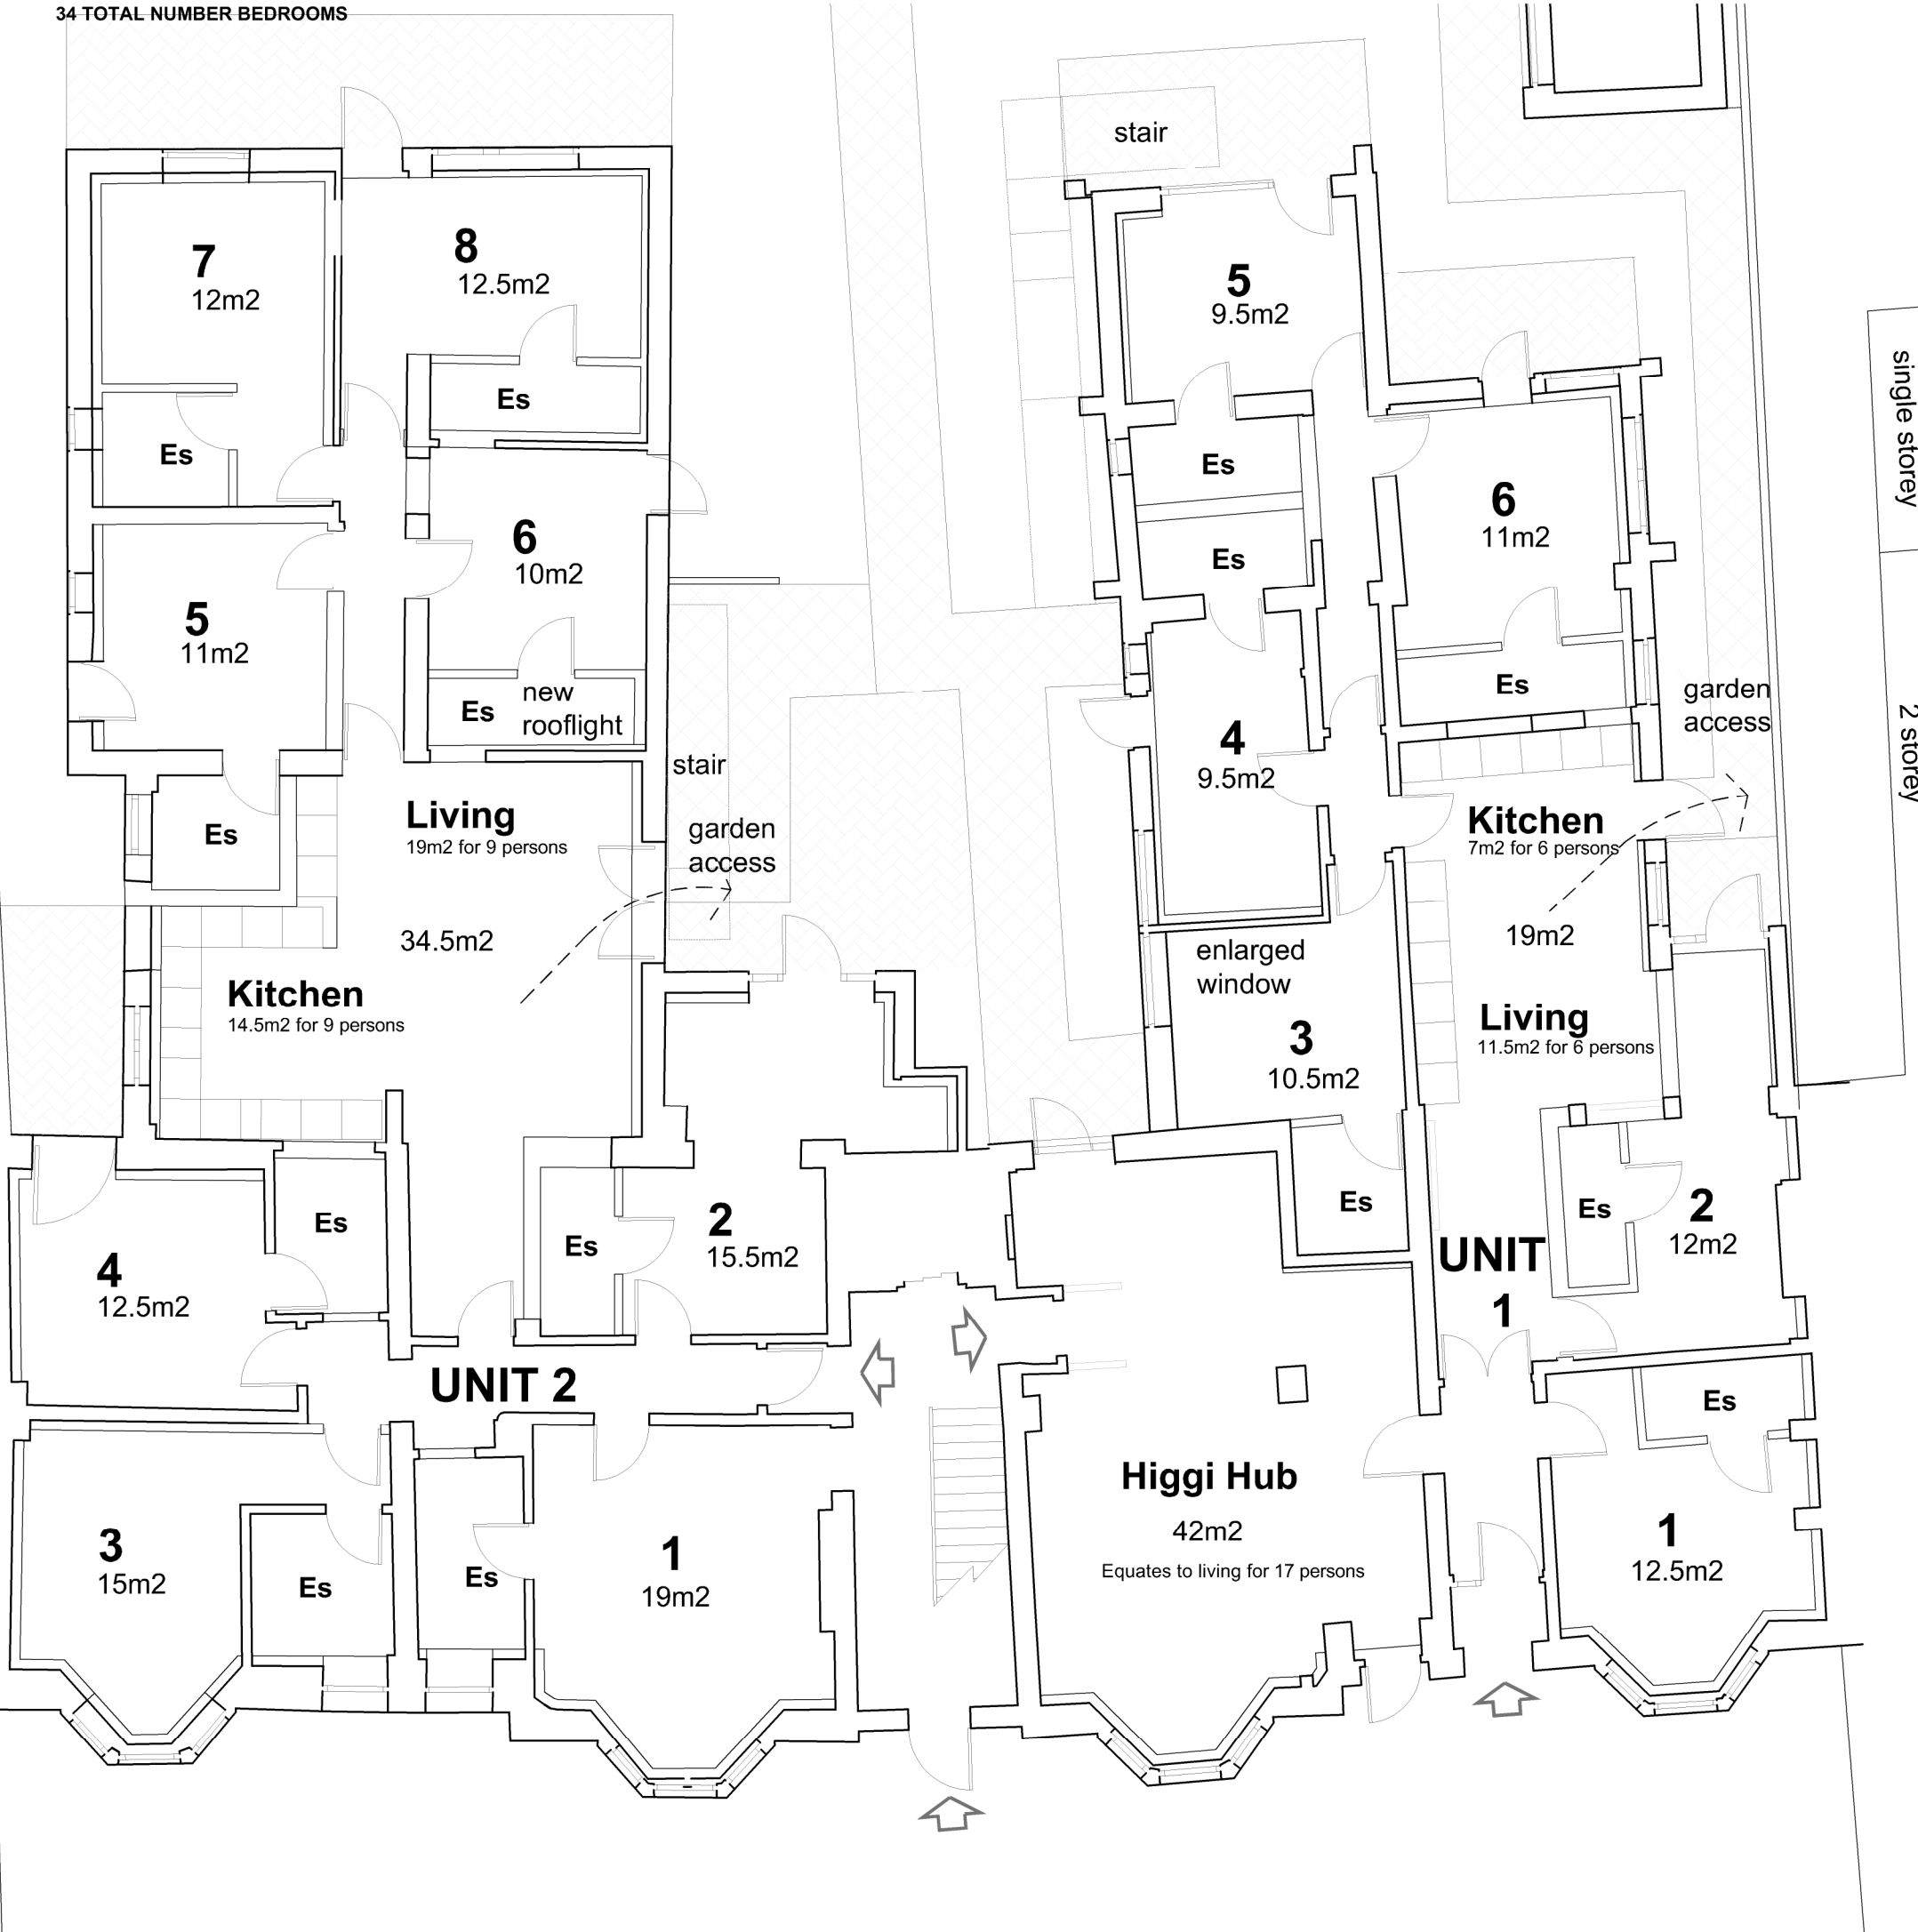 34 TOTAL NUMBER BEDROOMS
stair
7
12m2
8
12.5m2
Es
Es
5
11m2
6
10m2
Es
new
rooflight
Es
Living
19m2 for 9 persons
34.5m2
Kitchen
14.5m2 for 9 persons
stair
garden
access
4
12.5m2
Es
Es
2
15.5m2
UNIT 2
3
15m2
Es
Es
1
19m2
5
9.5m2
Es
Es
6
11m2
Es
4
9.5m2
garden
access
single storey
2 storey
Kitchen
7m2 for 6 persons
19m2
Living
11.5m2 for 6 persons
enlarged
window
3
10.5m2
Es
Es
2
12m2
UNIT
1
Es
1
12.5m2
Higgi Hub
42m2
Equates to living for 17 persons